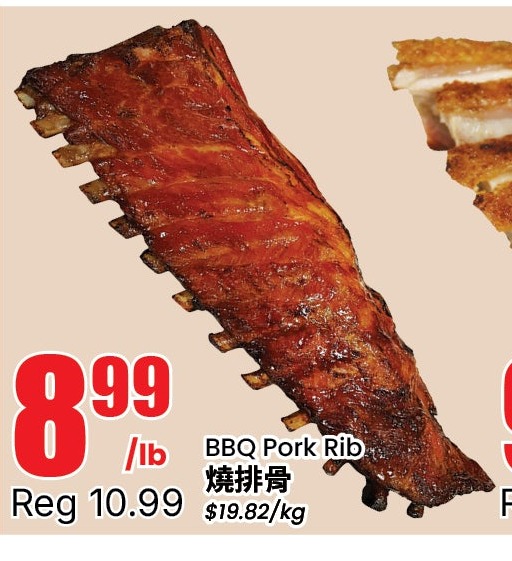 8.99
/lb
Reg 10.99
BBQ Pork Rib
燒排骨
$19.82/kg